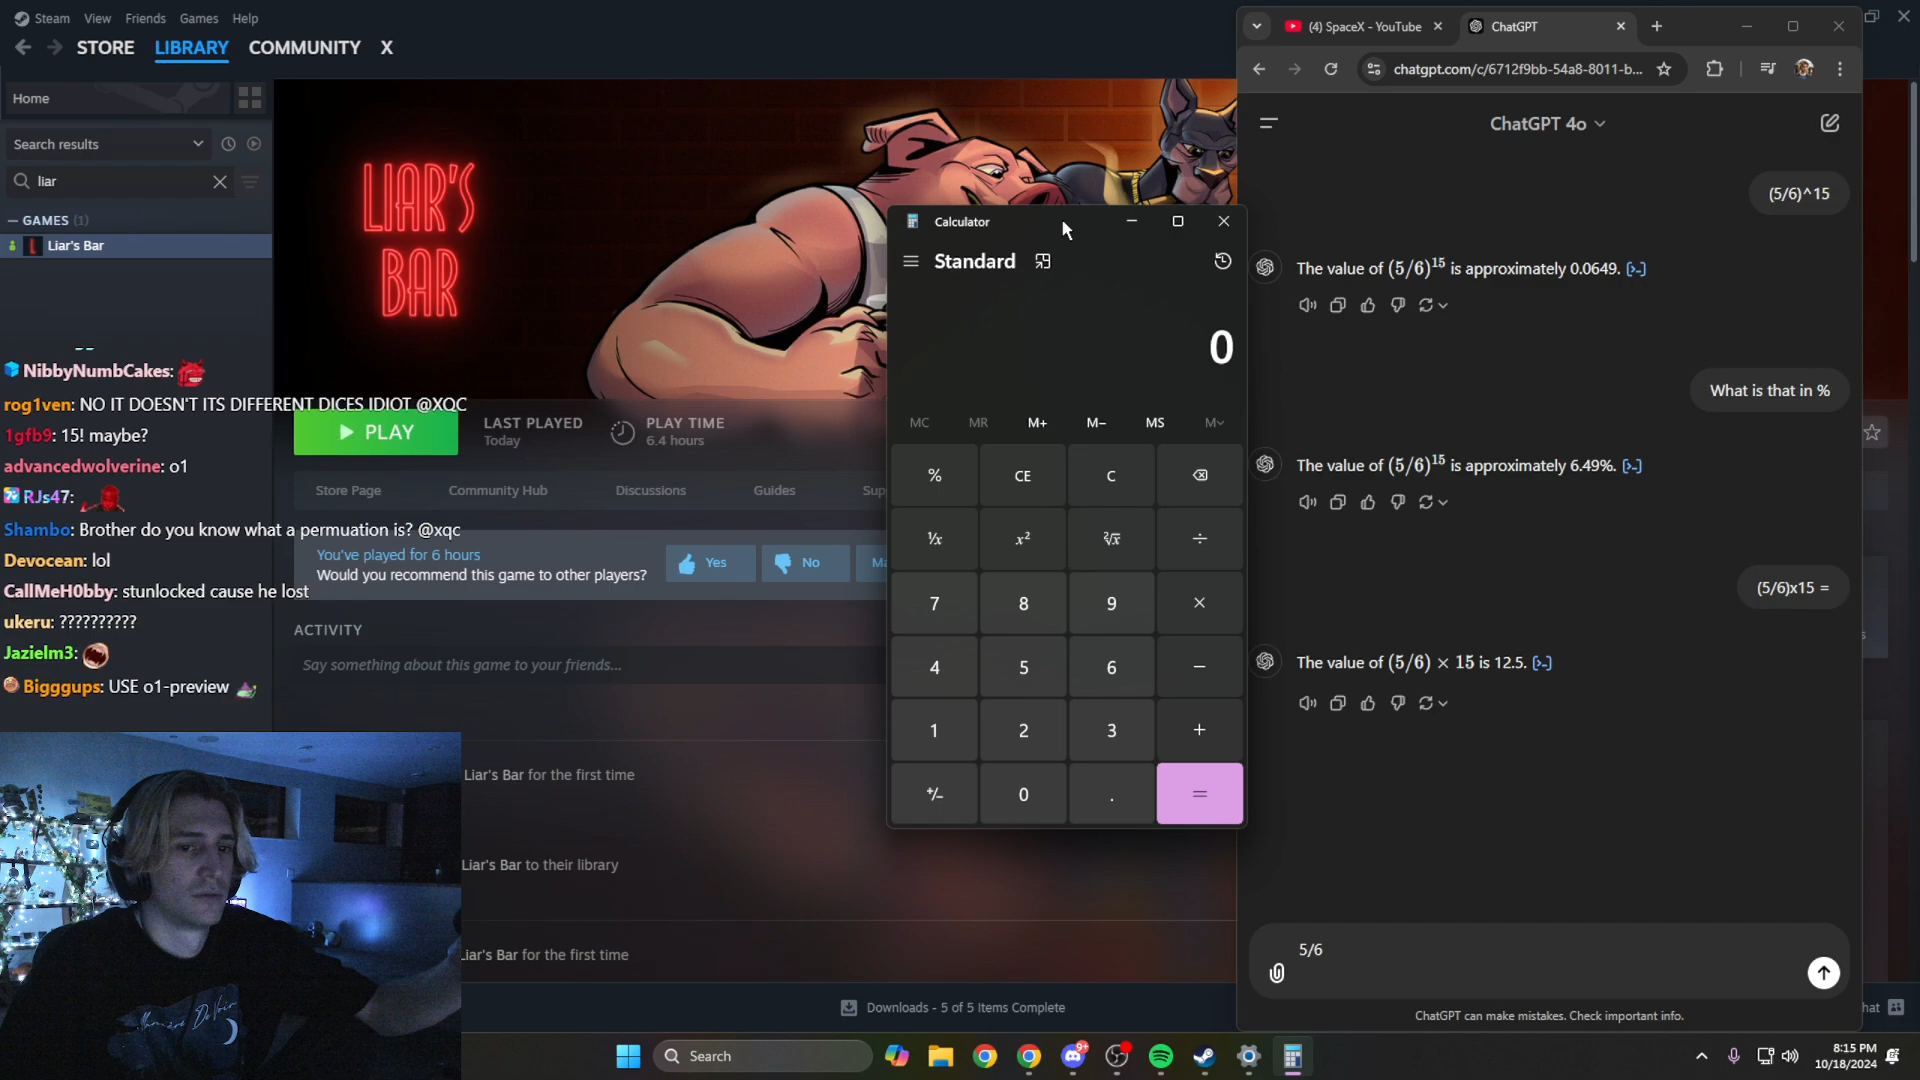 Steam View Friends Games Help
STORE LIBRARY COMMUNITY X
Home
Search results
liar
— GAMES (1)
Liar's Bar
LIAR'S
BAR
NibbyNumbCakes:
rog1ven: NO IT DOESN'T ITS DIFFERENT DICES IDIOT @XQC
1gfb9: 15! maybe?
advancedwolverine: o1
RJs47:
Shambo: Brother do you know what a permuation is? @xqc
Devocean: lol
CallMeH0bby: stunlocked cause he lost
ukeru: ??????????
Jazielm3:
Bigggups: USE o1-preview
PLAY
LAST PLAYED
Today
PLAY TIME
6.4 hours
Store Page Community Hub Discussions Guides Sup
You've played for 6 hours
Would you recommend this game to other players?
Yes No Ma
ACTIVITY
Say something about this game to your friends...
Liar's Bar for the first time
Liar's Bar to their library
Liar's Bar for the first time
Downloads - 5 of 5 Items Complete
Calculator
Standard
0
MC MR M+ M− MS M
% CE C
⅟x x² ²√x ÷
7 8 9 ×
4 5 6 −
1 2 3 +
+/− 0 . =
(4) SpaceX - YouTube
ChatGPT
chatgpt.com/c/6712f9bb-54a8-8011-b...
ChatGPT 4o
(5/6)^15
The value of (5/6)¹⁵ is approximately 0.0649. [>_]
What is that in %
The value of (5/6)¹⁵ is approximately 6.49%. [>_]
(5/6)x15 =
The value of (5/6) × 15 is 12.5. [>_]
5/6
ChatGPT can make mistakes. Check important info.
hat
Search
9+
8:15 PM
10/18/2024